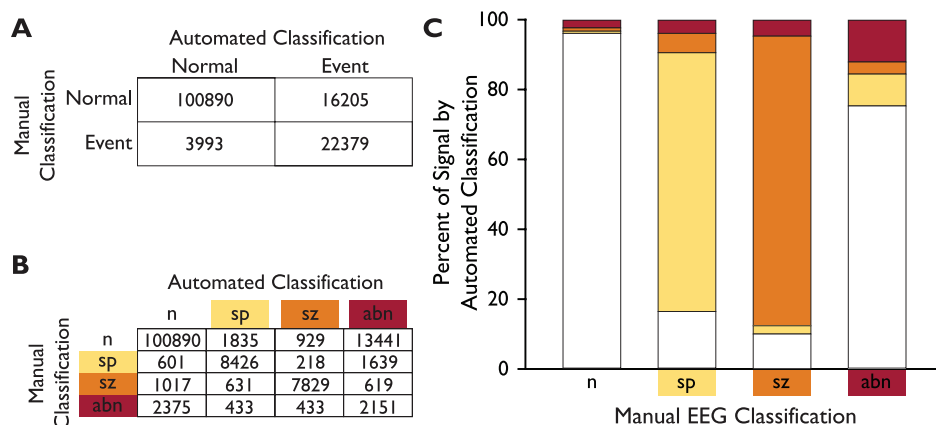 A
Automated Classification
Normal Event
Manual
Classification
Normal 100890 16205
Event 3993 22379
B
Automated Classification
n sp sz abn
Manual
Classification
n 100890 1835 929 13441
sp 601 8426 218 1639
sz 1017 631 7829 619
abn 2375 433 433 2151
C
Percent of Signal by
Automated Classification
100
80
60
40
20
0
n sp sz abn
Manual EEG Classification